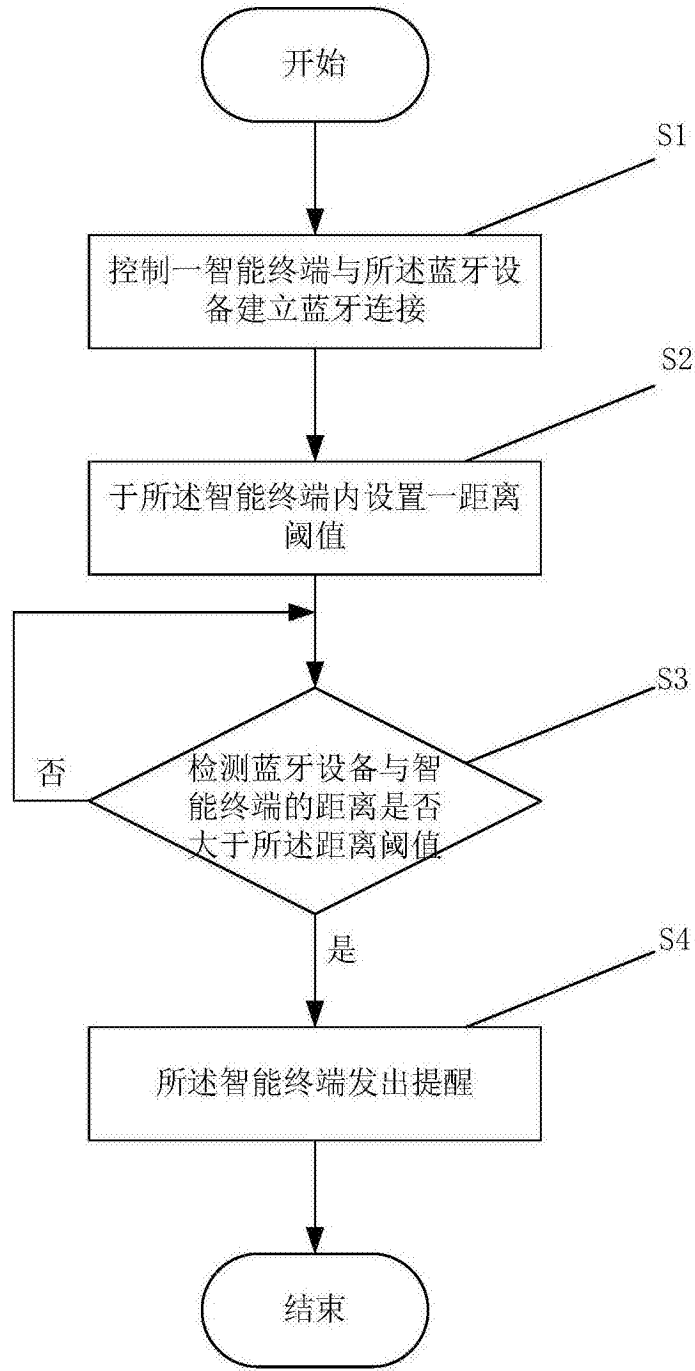 开始
S1
控制一智能终端与所述蓝牙设
备建立蓝牙连接
S2
于所述智能终端内设置一距离
阈值
S3
否
检测蓝牙设备与智
能终端的距离是否
大于所述距离阈值
是
S4
所述智能终端发出提醒
结束